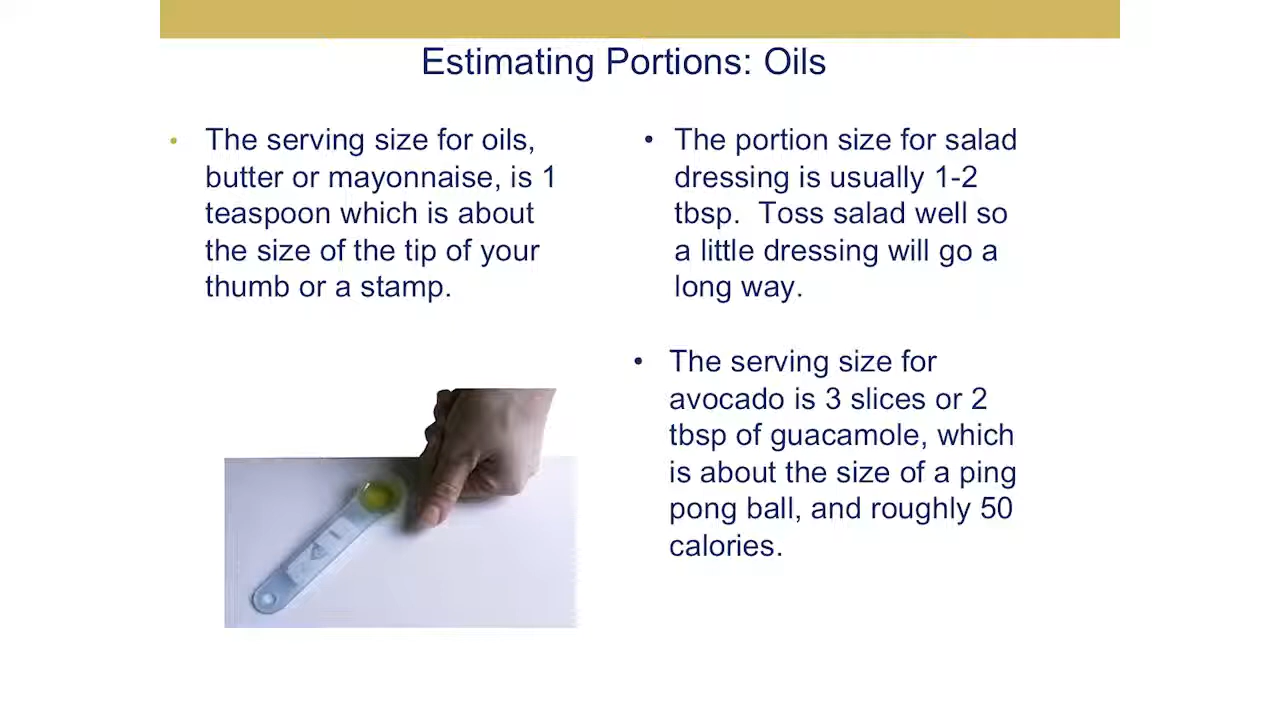 Estimating Portions: Oils
• The serving size for oils,
butter or mayonnaise, is 1
teaspoon which is about
the size of the tip of your
thumb or a stamp.
• The portion size for salad
dressing is usually 1-2
tbsp.  Toss salad well so
a little dressing will go a
long way.
• The serving size for
avocado is 3 slices or 2
tbsp of guacamole, which
is about the size of a ping
pong ball, and roughly 50
calories.